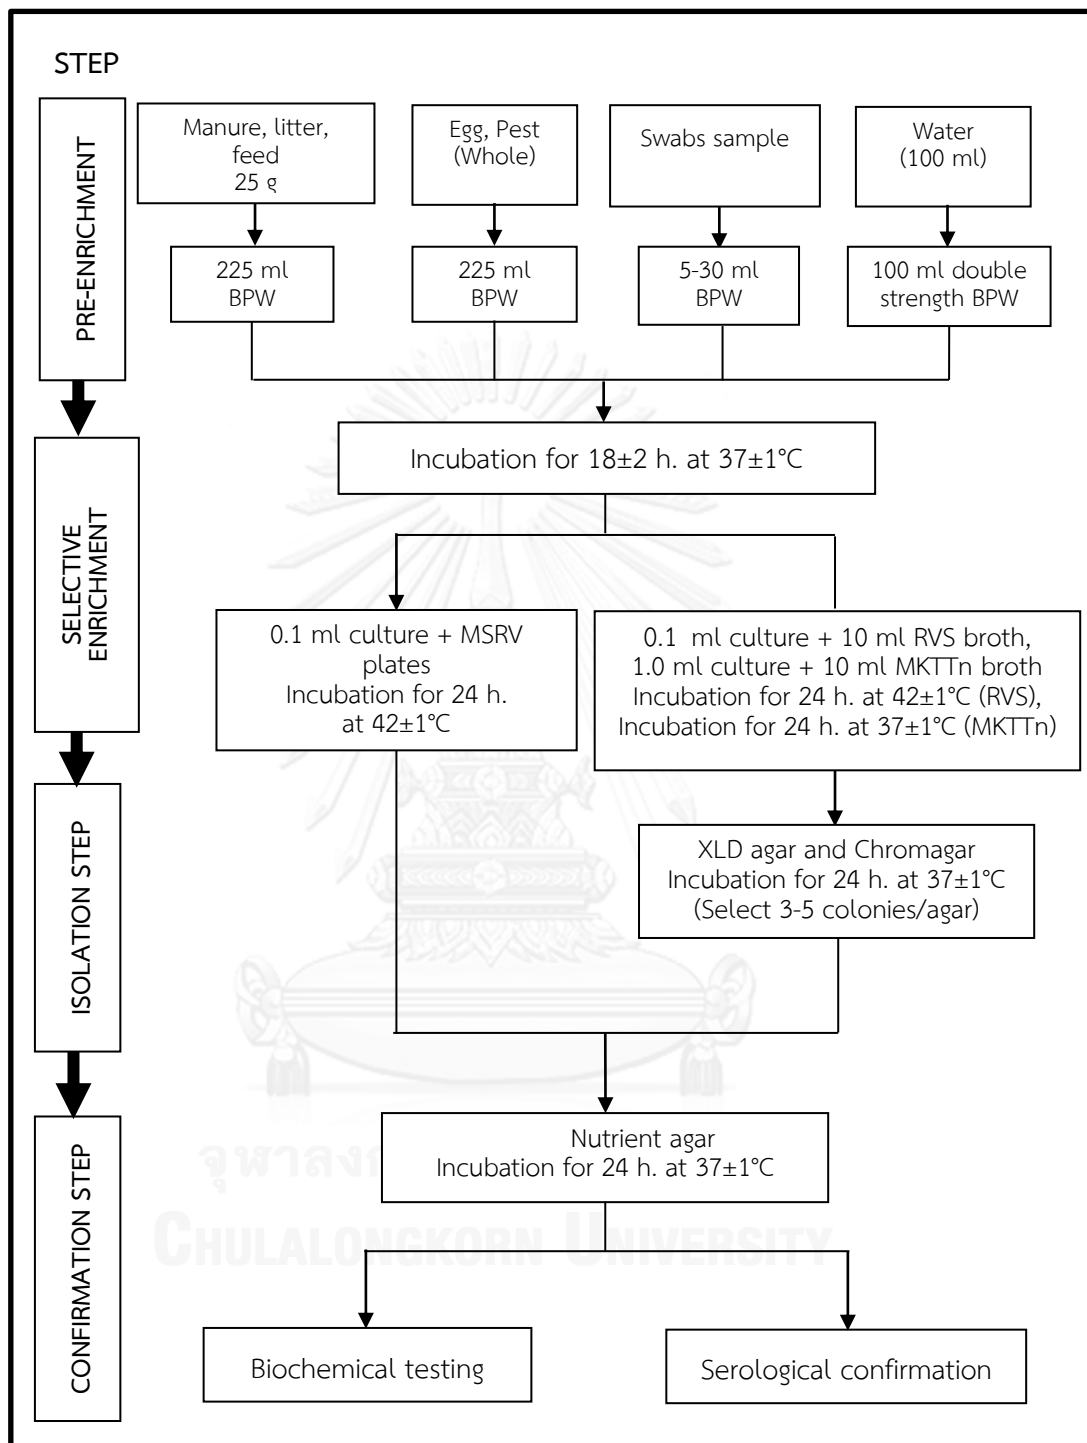 STEP
PRE-ENRICHMENT
Manure, litter,
feed
25 g
Egg, Pest
(Whole)
Swabs sample
Water
(100 ml)
225 ml
BPW
225 ml
BPW
5-30 ml
BPW
100 ml double
strength BPW
Incubation for 18±2 h. at 37±1°C
SELECTIVE
ENRICHMENT
0.1 ml culture + MSRV
plates
Incubation for 24 h.
at 42±1°C
0.1 ml culture + 10 ml RVS broth,
1.0 ml culture + 10 ml MKTTn broth
Incubation for 24 h. at 42±1°C (RVS),
Incubation for 24 h. at 37±1°C (MKTTn)
ISOLATION STEP
XLD agar and Chromagar
Incubation for 24 h. at 37±1°C
(Select 3-5 colonies/agar)
CONFIRMATION STEP
Nutrient agar
Incubation for 24 h. at 37±1°C
CHULALONGKORN UNIVERSITY
Biochemical testing
Serological confirmation